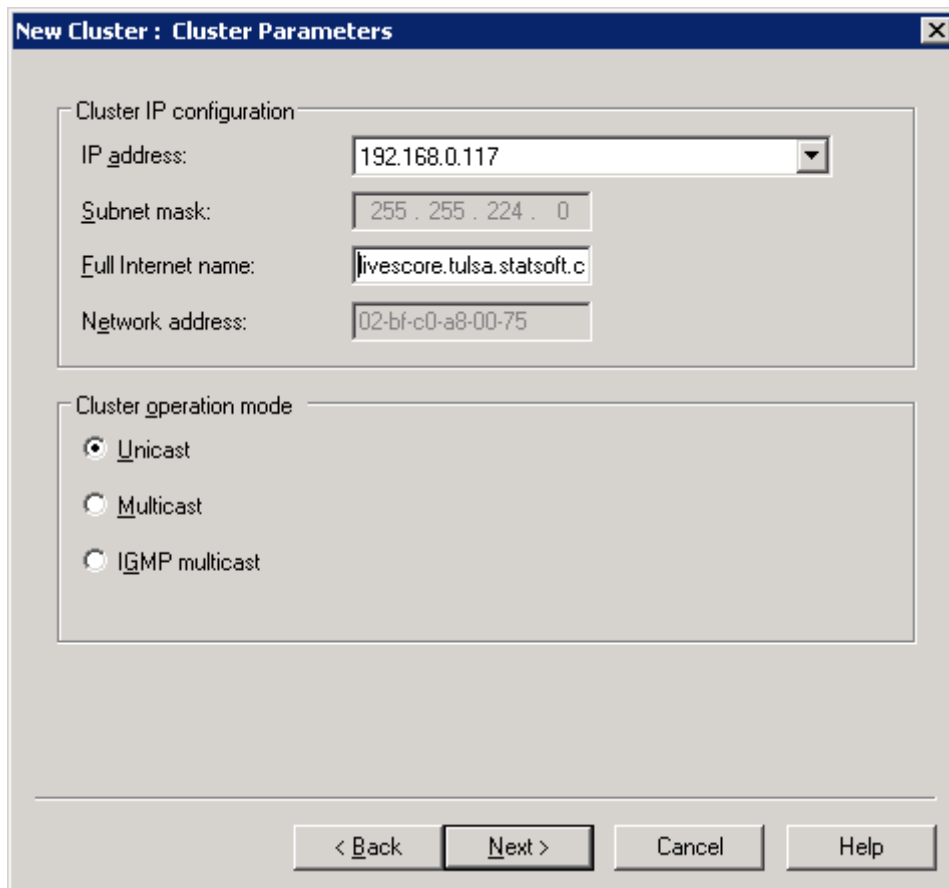 New Cluster : Cluster Parameters
Cluster IP configuration
IP address: 192.168.0.117
Subnet mask: 255 . 255 . 224 . 0
Full Internet name: livescore.tulsa.statsoft.c
Network address: 02-bf-c0-a8-00-75
Cluster operation mode
Unicast
Multicast
IGMP multicast
< Back Next > Cancel Help